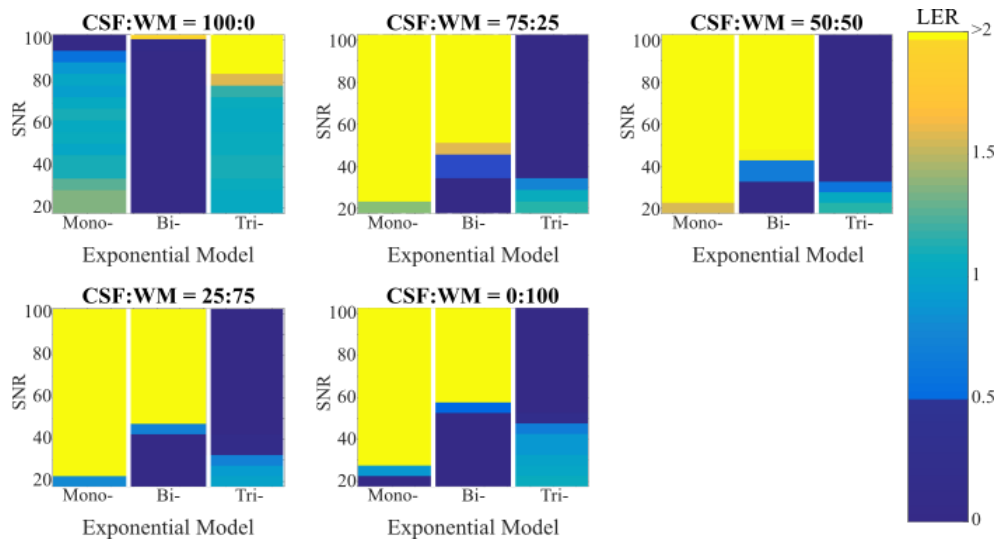 CSF:WM = 100:0
CSF:WM = 75:25
CSF:WM = 50:50
LER
100
80
60
40
20
SNR
Mono- Bi- Tri-
Exponential Model
100
80
60
40
20
SNR
Mono- Bi- Tri-
Exponential Model
100
80
60
40
20
SNR
Mono- Bi- Tri-
Exponential Model
>2
1.5
1
0.5
0
CSF:WM = 25:75
CSF:WM = 0:100
100
80
60
40
20
SNR
Mono- Bi- Tri-
Exponential Model
100
80
60
40
20
SNR
Mono- Bi- Tri-
Exponential Model